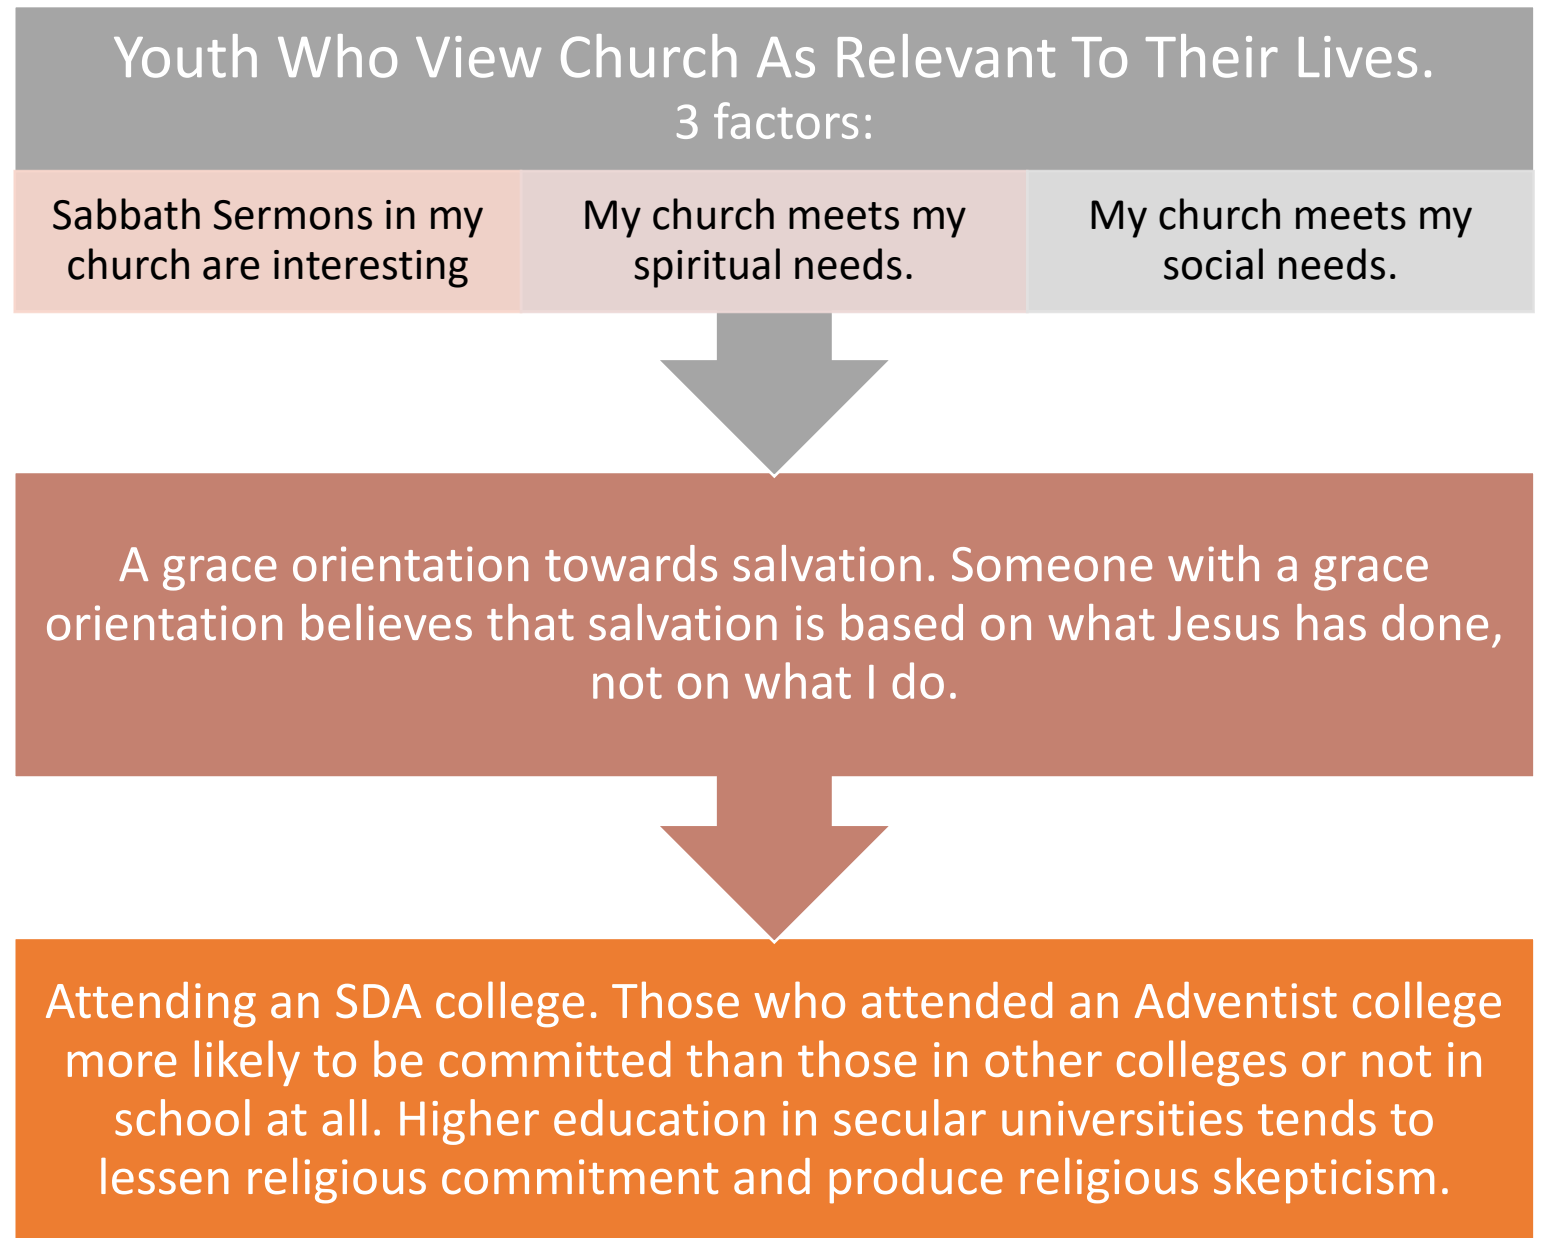 Youth Who View Church As Relevant To Their Lives.
3 factors:
Sabbath Sermons in my
church are interesting
My church meets my
spiritual needs.
My church meets my
social needs.
A grace orientation towards salvation. Someone with a grace
orientation believes that salvation is based on what Jesus has done,
not on what I do.
Attending an SDA college. Those who attended an Adventist college
more likely to be committed than those in other colleges or not in
school at all. Higher education in secular universities tends to
lessen religious commitment and produce religious skepticism.